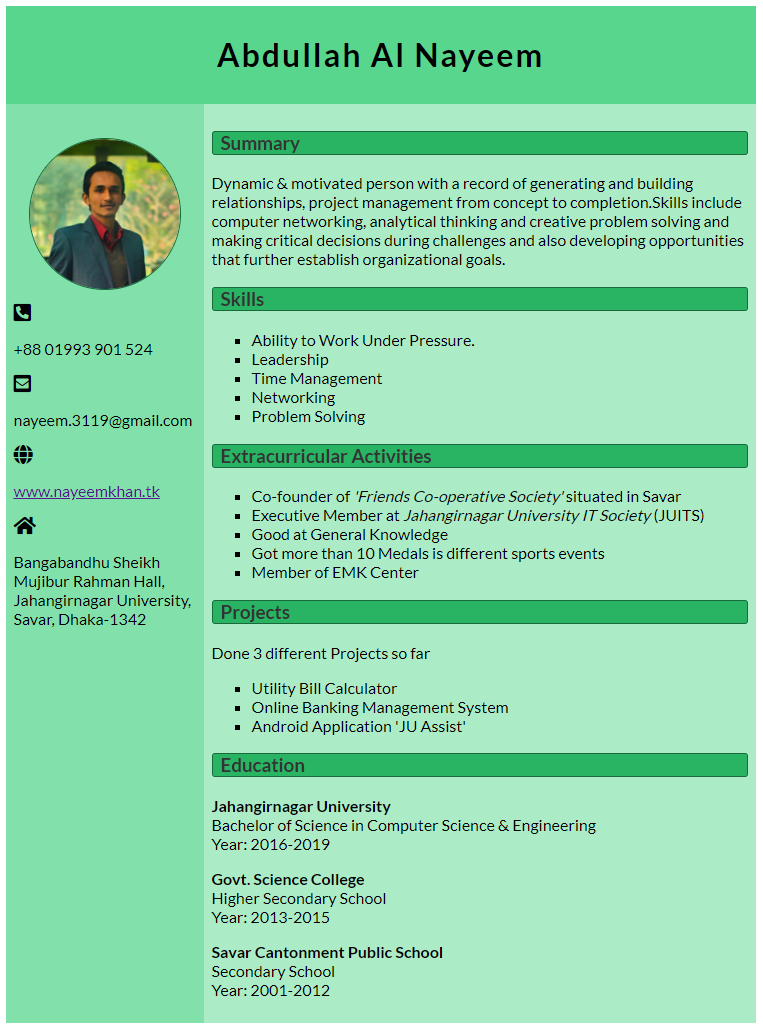 Abdullah Al Nayeem
+88 01993 901 524
nayeem.3119@gmail.com
www.nayeemkhan.tk
Bangabandhu Sheikh
Mujibur Rahman Hall,
Jahangirnagar University,
Savar, Dhaka-1342
Summary
Dynamic & motivated person with a record of generating and building
relationships, project management from concept to completion.Skills include
computer networking, analytical thinking and creative problem solving and
making critical decisions during challenges and also developing opportunities
that further establish organizational goals.
Skills
Ability to Work Under Pressure.
Leadership
Time Management
Networking
Problem Solving
Extracurricular Activities
Co-founder of 'Friends Co-operative Society' situated in Savar
Executive Member at Jahangirnagar University IT Society (JUITS)
Good at General Knowledge
Got more than 10 Medals is different sports events
Member of EMK Center
Projects
Done 3 different Projects so far
Utility Bill Calculator
Online Banking Management System
Android Application 'JU Assist'
Education
Jahangirnagar University
Bachelor of Science in Computer Science & Engineering
Year: 2016-2019
Govt. Science College
Higher Secondary School
Year: 2013-2015
Savar Cantonment Public School
Secondary School
Year: 2001-2012